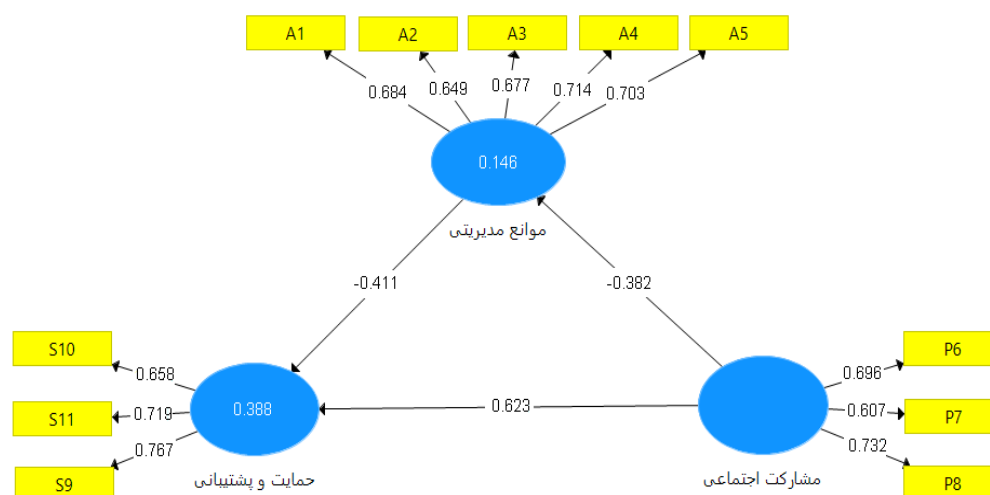 A1 A2 A3 A4 A5
0.684 0.649 0.677 0.714 0.703
0.146
موانع مدیریتی
-0.411 -0.382
S10 P6
0.658 0.696
S11 0.719 0.388 0.623 0.607 P7
0.767 0.732
S9 حمایت و پشتیبانی مشارکت اجتماعی P8